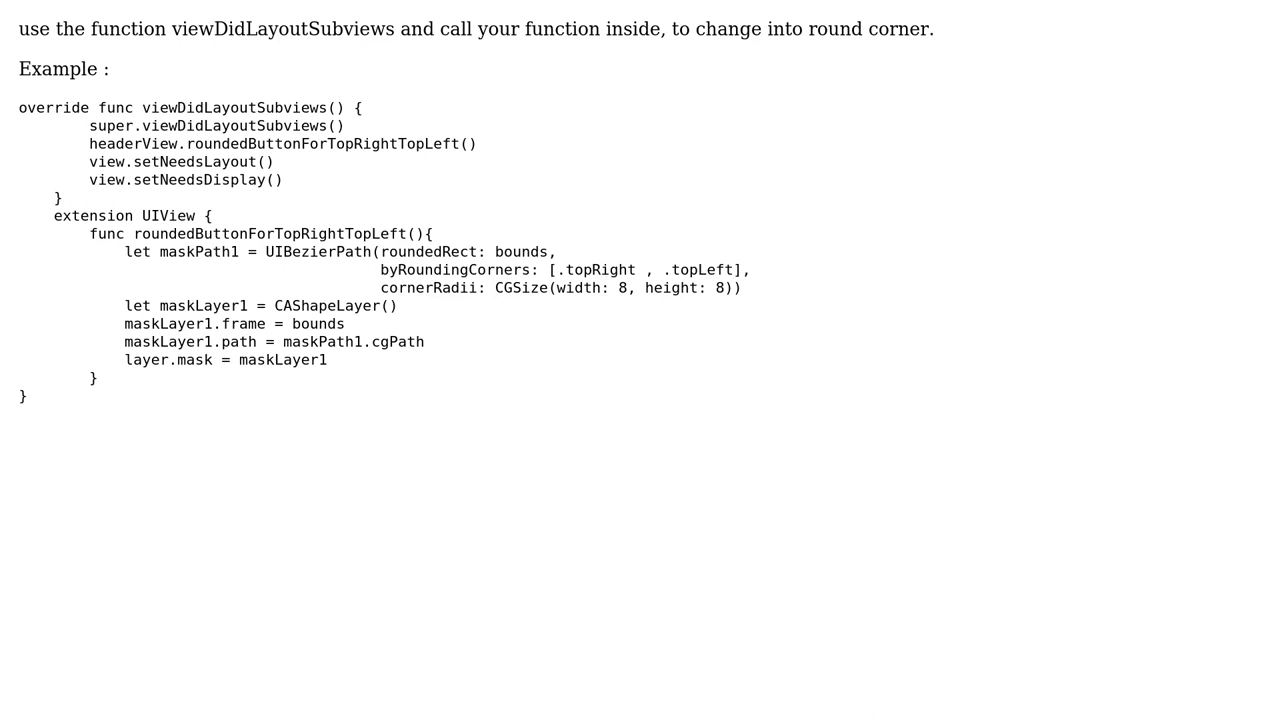 use the function viewDidLayoutSubviews and call your function inside, to change into round corner.
Example :
override func viewDidLayoutSubviews() {
        super.viewDidLayoutSubviews()
        headerView.roundedButtonForTopRightTopLeft()
        view.setNeedsLayout()
        view.setNeedsDisplay()
    }
    extension UIView {
        func roundedButtonForTopRightTopLeft(){
            let maskPath1 = UIBezierPath(roundedRect: bounds,
                                         byRoundingCorners: [.topRight , .topLeft],
                                         cornerRadii: CGSize(width: 8, height: 8))
            let maskLayer1 = CAShapeLayer()
            maskLayer1.frame = bounds
            maskLayer1.path = maskPath1.cgPath
            layer.mask = maskLayer1
        }
}